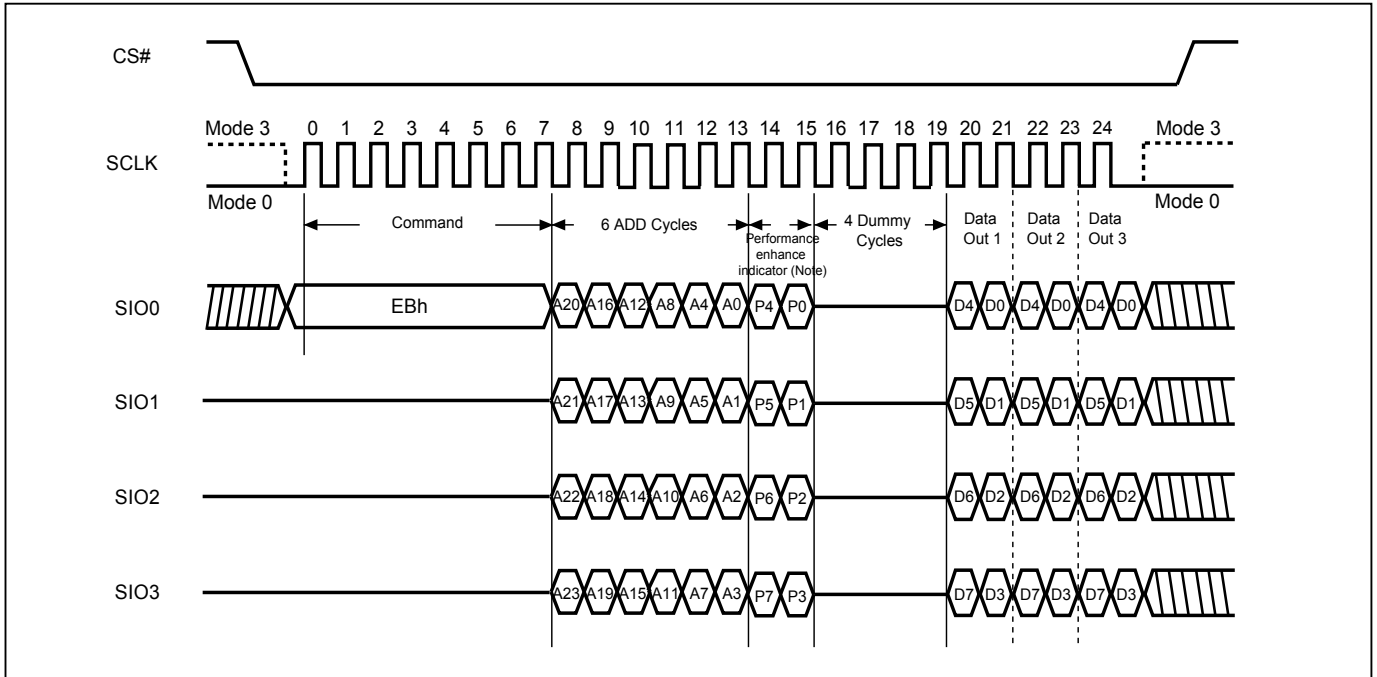 CS#
Mode 3 0 1 2 3 4 5 6 7 8 9 10 11 12 13 14 15 16 17 18 19 20 21 22 23 24 Mode 3
SCLK
Mode 0 Mode 0
Command 6 ADD Cycles Performance enhance indicator (Note) 4 Dummy Cycles Data Out 1 Data Out 2 Data Out 3
SIO0 EBh A20 A16 A12 A8 A4 A0 P4 P0 D4 D0 D4 D0 D4 D0
SIO1 A21 A17 A13 A9 A5 A1 P5 P1 D5 D1 D5 D1 D5 D1
SIO2 A22 A18 A14 A10 A6 A2 P6 P2 D6 D2 D6 D2 D6 D2
SIO3 A23 A19 A15 A11 A7 A3 P7 P3 D7 D3 D7 D3 D7 D3